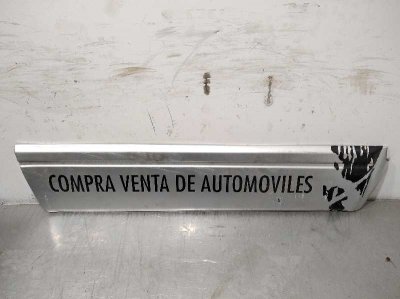 COMPRA VENTA DE AUTOMOVILES